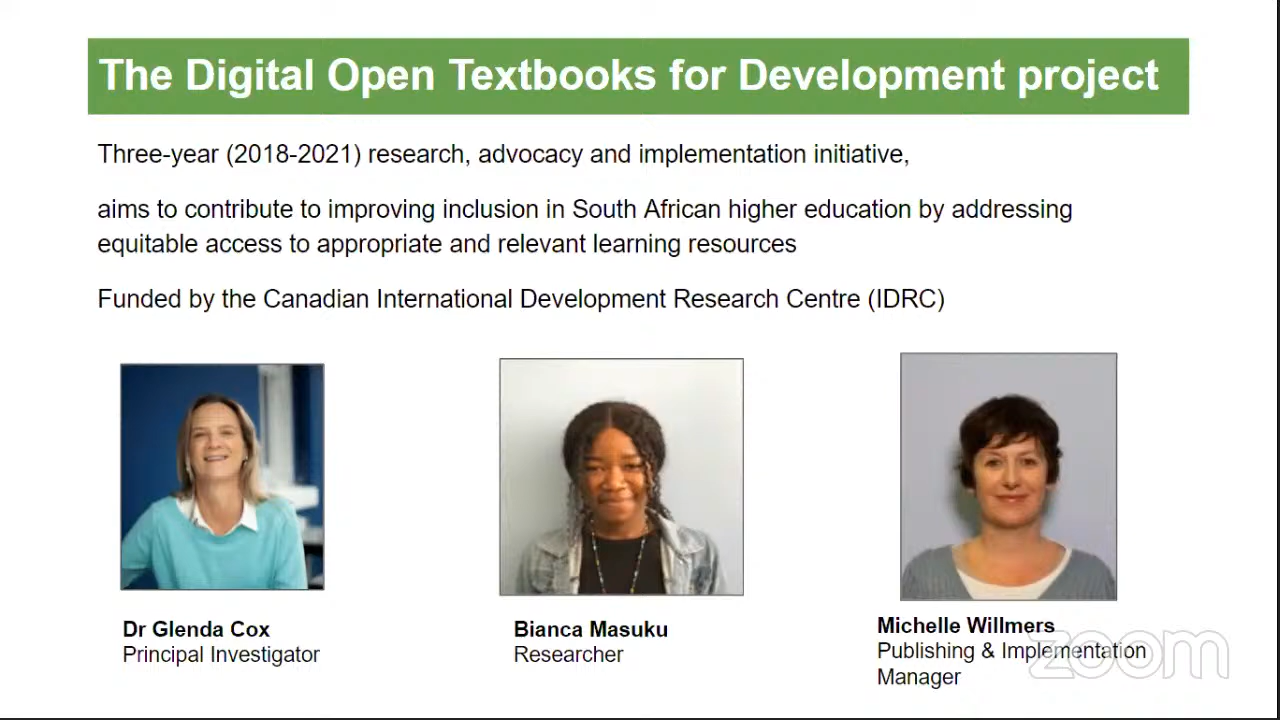 The Digital Open Textbooks for Development project
Three-year (2018-2021) research, advocacy and implementation initiative,
aims to contribute to improving inclusion in South African higher education by addressing
equitable access to appropriate and relevant learning resources
Funded by the Canadian International Development Research Centre (IDRC)
Dr Glenda Cox
Principal Investigator
Bianca Masuku
Researcher
Michelle Willmers
Publishing & Implementation
Manager
zoom